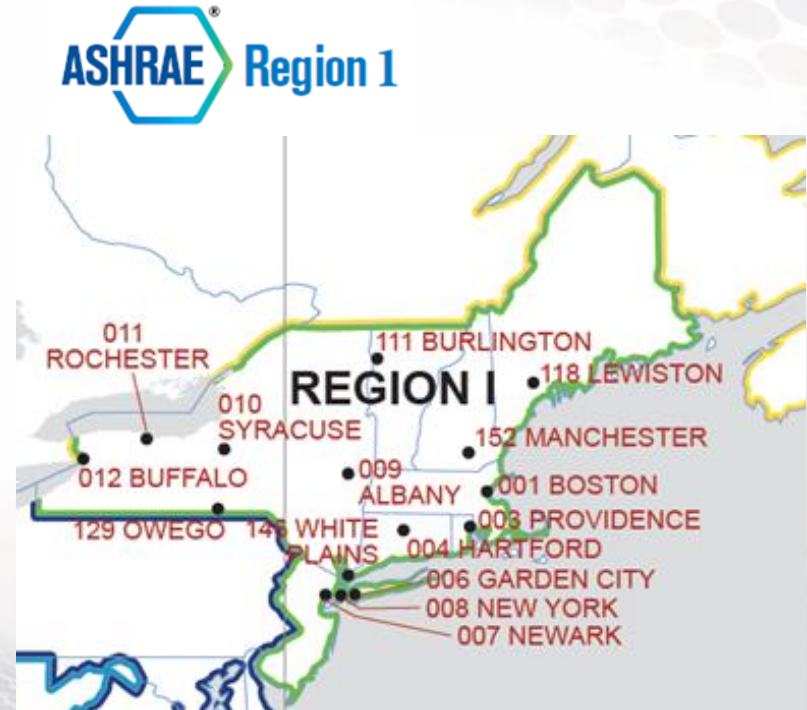 ASHRAE® Region 1
011
ROCHESTER
111 BURLINGTON
REGION I
118 LEWISTON
010
SYRACUSE
152 MANCHESTER
012 BUFFALO
009
ALBANY
001 BOSTON
129 OWEGO
WHITE
PLAINS
003 PROVIDENCE
004 HARTFORD
006 GARDEN CITY
008 NEW YORK
007 NEWARK